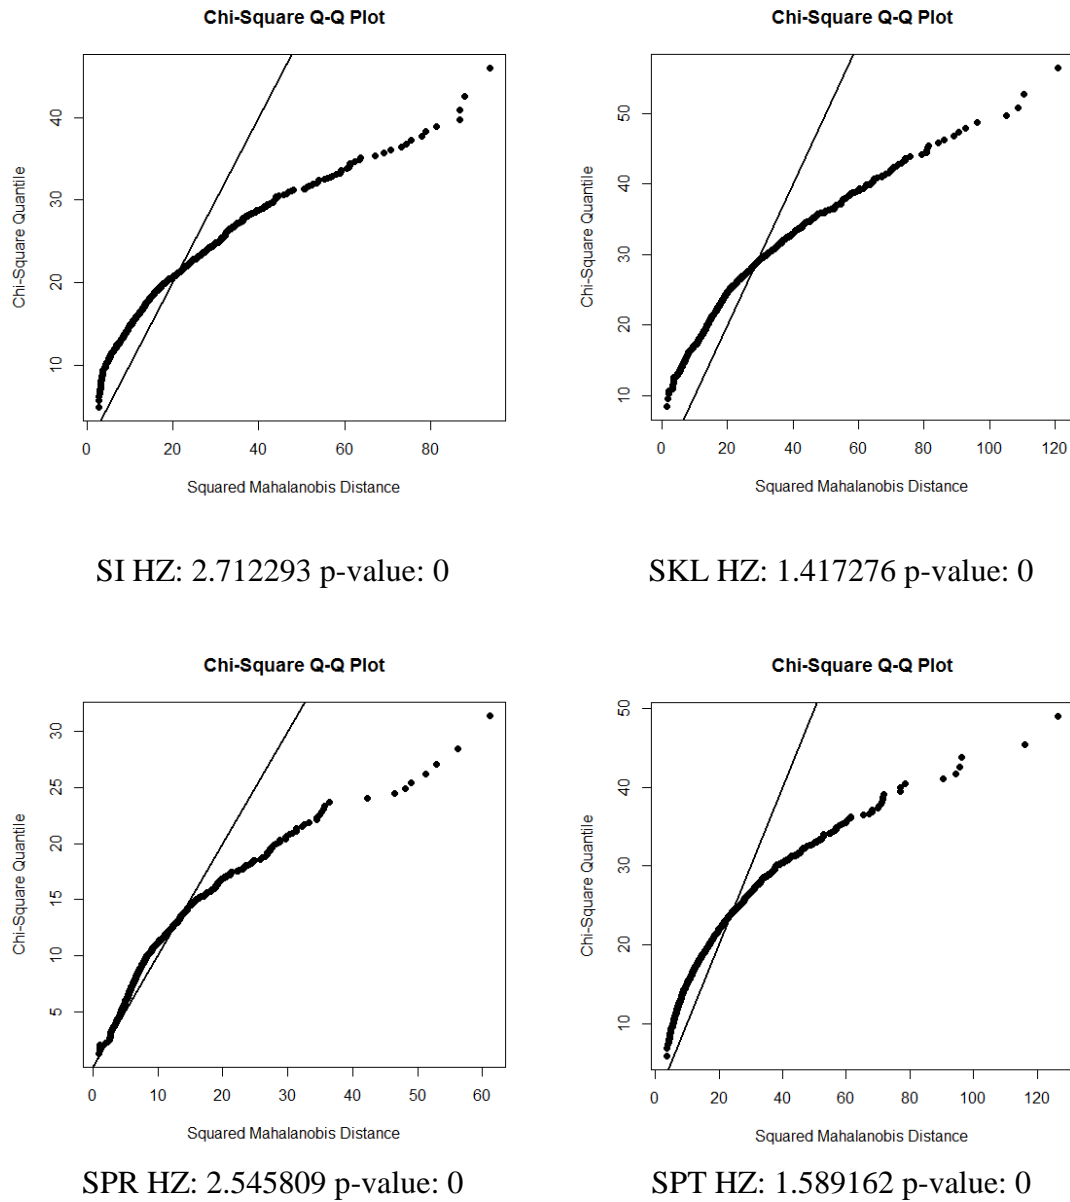 Chi-Square Q-Q Plot
Chi-Square Quantile
10 20 30 40
0 20 40 60 80
Squared Mahalanobis Distance
SI HZ: 2.712293 p-value: 0
Chi-Square Q-Q Plot
Chi-Square Quantile
10 20 30 40 50
0 20 40 60 80 100 120
Squared Mahalanobis Distance
SKL HZ: 1.417276 p-value: 0
Chi-Square Q-Q Plot
Chi-Square Quantile
5 10 15 20 25 30
0 10 20 30 40 50 60
Squared Mahalanobis Distance
SPR HZ: 2.545809 p-value: 0
Chi-Square Q-Q Plot
Chi-Square Quantile
10 20 30 40 50
0 20 40 60 80 100 120
Squared Mahalanobis Distance
SPT HZ: 1.589162 p-value: 0